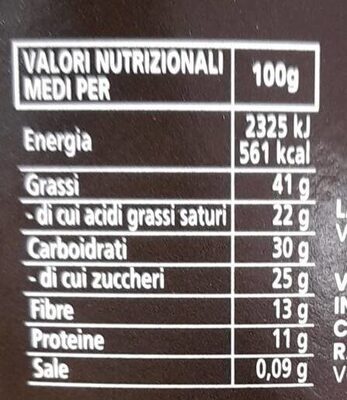 VALORI NUTRIZIONALI
MEDI PER 100g
Energia 2325 kJ
561 kcal
Grassi 41 g
- di cui acidi grassi saturi 22 g
Carboidrati 30 g
- di cui zuccheri 25 g
Fibre 13 g
Proteine 11 g
Sale 0,09 g